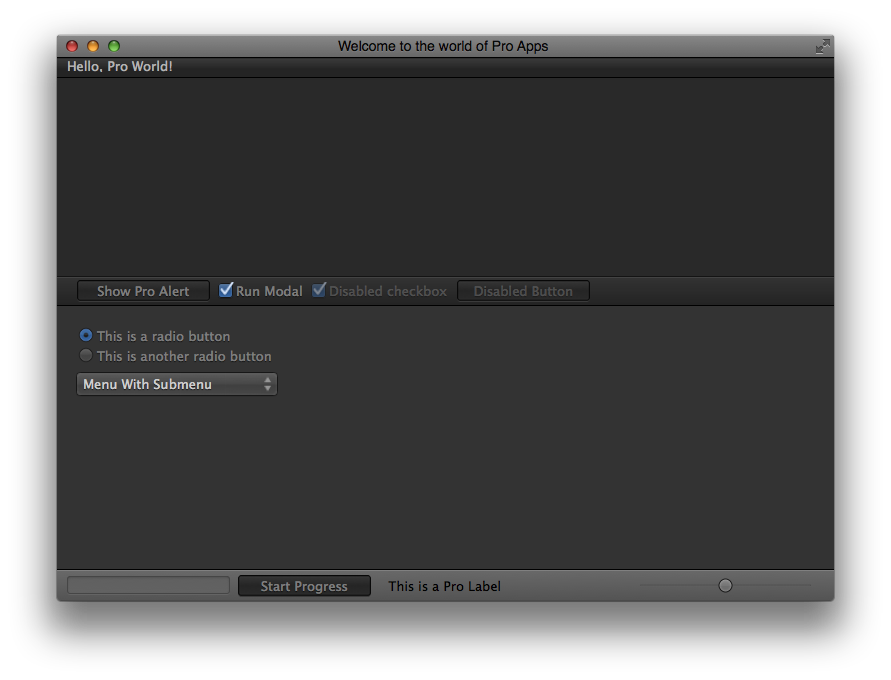 Welcome to the world of Pro Apps
Hello, Pro World!
Show Pro Alert Run Modal Disabled checkbox Disabled Button
This is a radio button
This is another radio button
Menu With Submenu
Start Progress This is a Pro Label